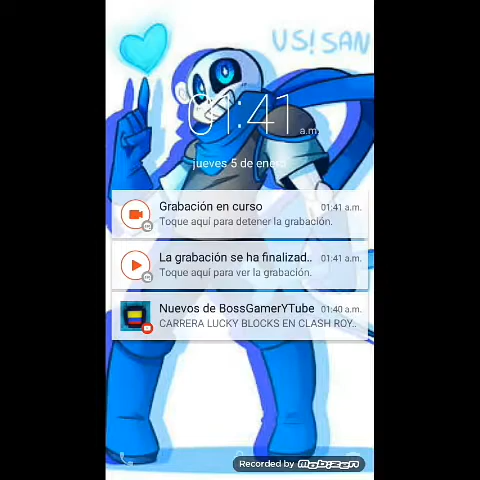 US!SAN
01:41 a.m.
jueves 5 de enero
Grabación en curso 01:41 a.m.
Toque aquí para detener la grabación.
La grabación se ha finalizad.. 01:41 a.m.
Toque aquí para ver la grabación.
Nuevos de BossGamerYTube 01:40 a.m.
CARRERA LUCKY BLOCKS EN CLASH ROY..
Recorded by mobizen